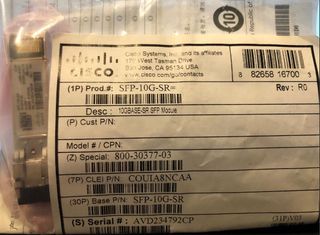 CISCO
Cisco Systems, Inc. and its affiliates
170 West Tasman Drive
San Jose, CA 95134 USA
www.cisco.com/go/contacts
8 82658 16700
Rev : R0
(1P) Prod.#: SFP-10G-SR=
Desc : 10GBASE-SR SFP Module
(P) Cust P/N:
Model # / CPN:
(Z) Special: 800-30377-03
(7P) CLEI P/N: COUIA8NCAA
(30P) Base P/N: SFP-10G-SR
(S) Serial #: AVD234792CP